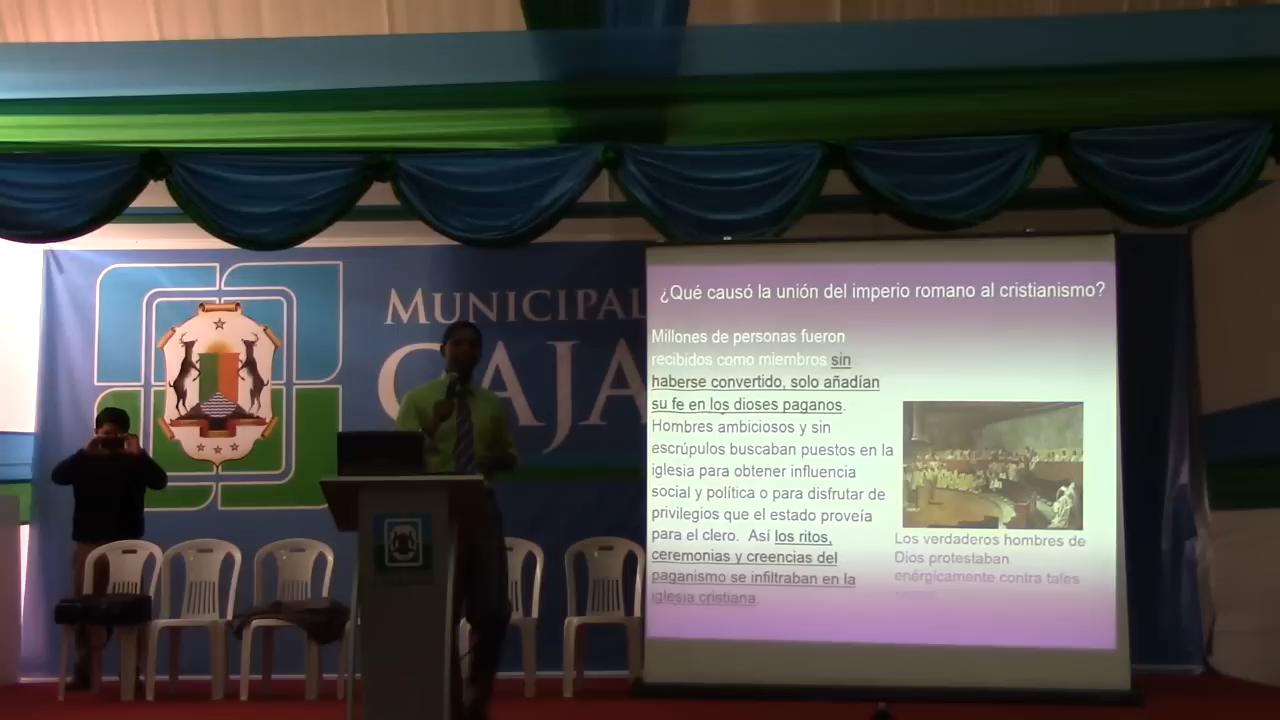 MUNICIPAL
CAJA
¿Qué causó la unión del imperio romano al cristianismo?
Millones de personas fueron
recibidos como miembros sin
haberse convertido, solo añadían
su fe en los dioses paganos.
Hombres ambiciosos y sin
escrúpulos buscaban puestos en la
iglesia para obtener influencia
social y política o para disfrutar de
privilegios que el estado proveía
para el clero. Así los ritos,
ceremonias y creencias del
paganismo se infiltraban en la
iglesia cristiana.
Los verdaderos hombres de
Dios protestaban
enérgicamente contra tales